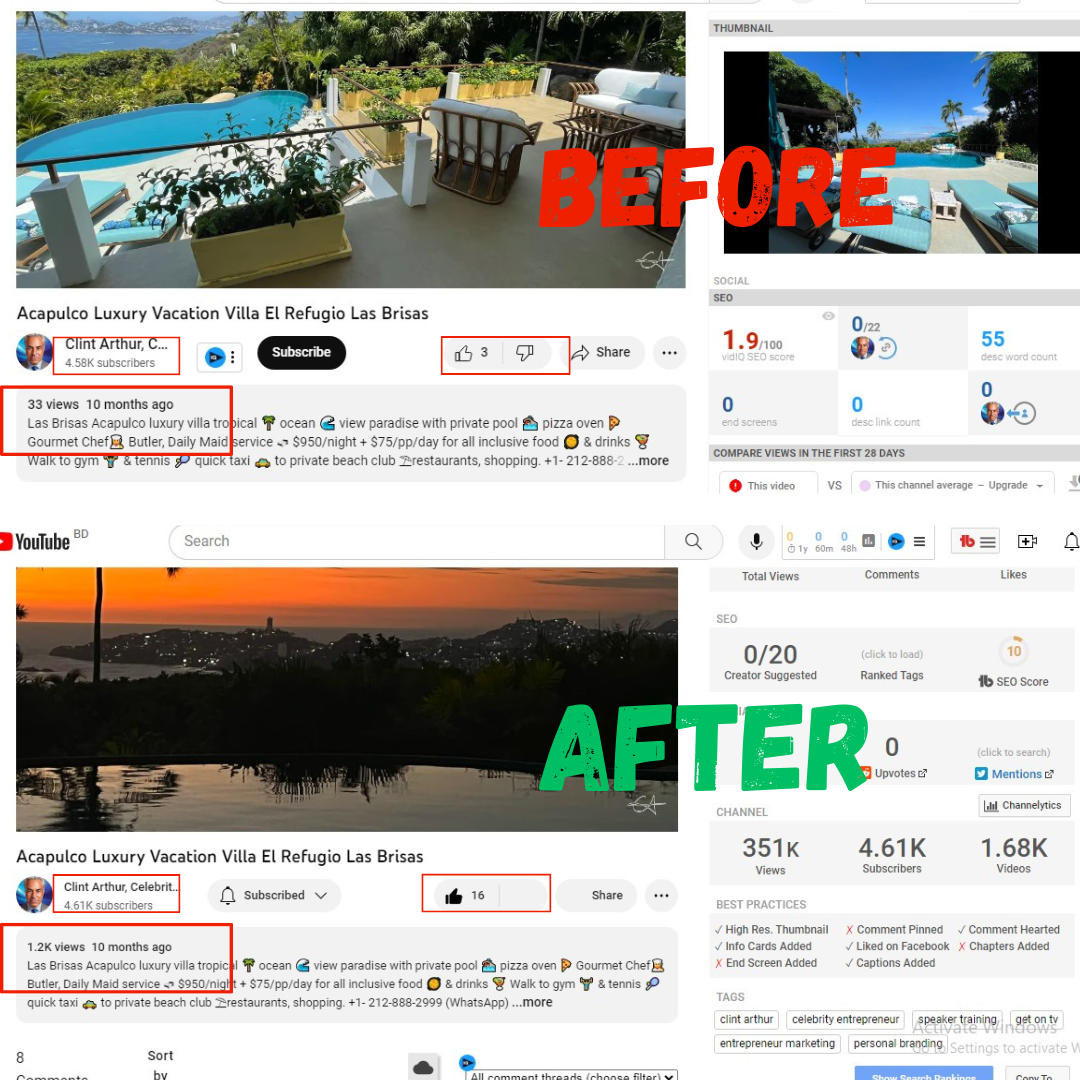 THUMBNAIL
BEFORE
Acapulco Luxury Vacation Villa El Refugio Las Brisas
Clint Arthur, C...
4.58K subscribers
Subscribe
3
Share
33 views 10 months ago
Las Brisas Acapulco luxury villa tropical 🌴 ocean 🌊 view paradise with private pool 🏊 pizza oven 🍕
Gourmet Chef👩‍🍳 Butler, Daily Maid service 🛩 $950/night + $75/pp/day for all inclusive food 🥘 & drinks 🍹
Walk to gym 🏋 & tennis 🎾 quick taxi 🚕 to private beach club ⛱restaurants, shopping. +1- 212-888-2 ...more
SOCIAL
SEO
1.9/100
vidIQ SEO score
0/22
55
desc word count
0
end screens
0
desc link count
0
COMPARE VIEWS IN THE FIRST 28 DAYS
This video
VS
This channel average – Upgrade
YouTube BD
Search
0 0 0
1y 60m 48h
tb
Total Views
Comments
Likes
SEO
0/20
Creator Suggested
(click to load)
Ranked Tags
10
tb SEO Score
AFTER
0
Upvotes
(click to search)
Mentions
CHANNEL
Channelytics
351K
Views
4.61K
Subscribers
1.68K
Videos
BEST PRACTICES
✓ High Res. Thumbnail
✗ Comment Pinned
✓ Comment Hearted
✓ Info Cards Added
✓ Liked on Facebook
✗ Chapters Added
✗ End Screen Added
✓ Captions Added
TAGS
clint arthur
celebrity entrepreneur
speaker training
get on tv
entrepreneur marketing
personal branding
Activate Windows
Go to Settings to activate W
Show Search Rankings
Copy To
Acapulco Luxury Vacation Villa El Refugio Las Brisas
Clint Arthur, Celebrit..
4.61K subscribers
Subscribed
16
Share
1.2K views 10 months ago
Las Brisas Acapulco luxury villa tropical 🌴 ocean 🌊 view paradise with private pool 🏊 pizza oven 🍕 Gourmet Chef👩‍🍳
Butler, Daily Maid service 🛩 $950/night + $75/pp/day for all inclusive food 🥘 & drinks 🍹 Walk to gym 🏋 & tennis 🎾
quick taxi 🚕 to private beach club ⛱restaurants, shopping. +1- 212-888-2999 (WhatsApp) ...more
8
Comments
Sort
by
All comment threads (choose filter)